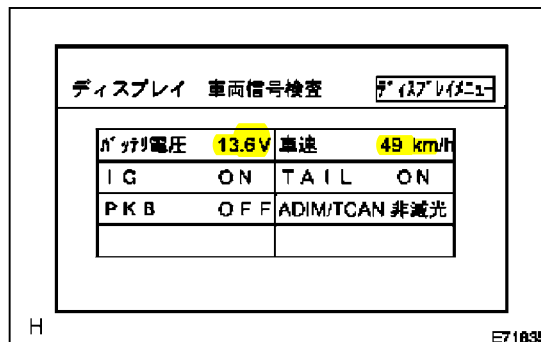 ディスプレイ 車両信号検査 ディスプレイメニュー
バッテリ電圧 13.6V 車速 49 km/h
IG ON TAIL ON
PKB OFF ADIM/TCAN 非減光
H
E71635